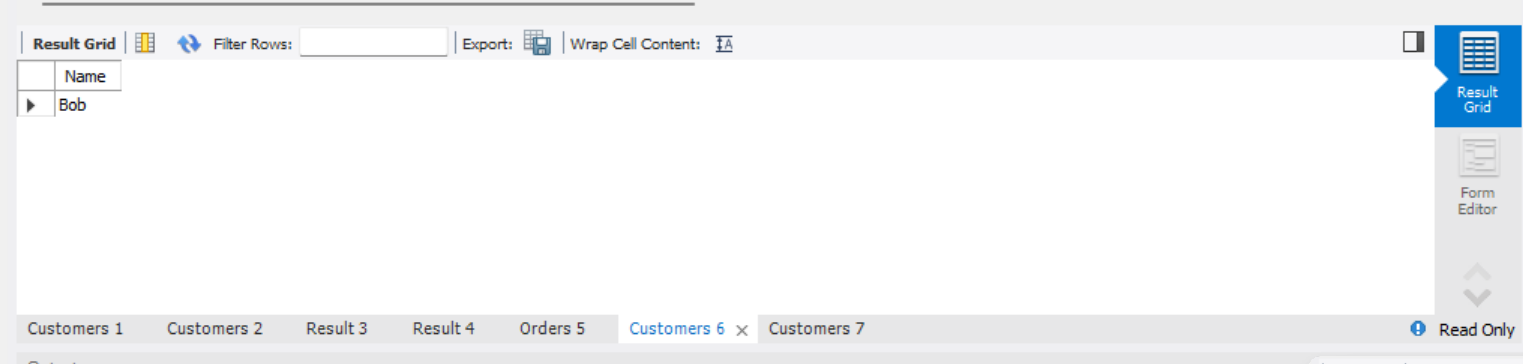 Result Grid Filter Rows: Export: Wrap Cell Content:
Name
Bob
Result
Grid
Form
Editor
Customers 1 Customers 2 Result 3 Result 4 Orders 5 Customers 6 × Customers 7 Read Only